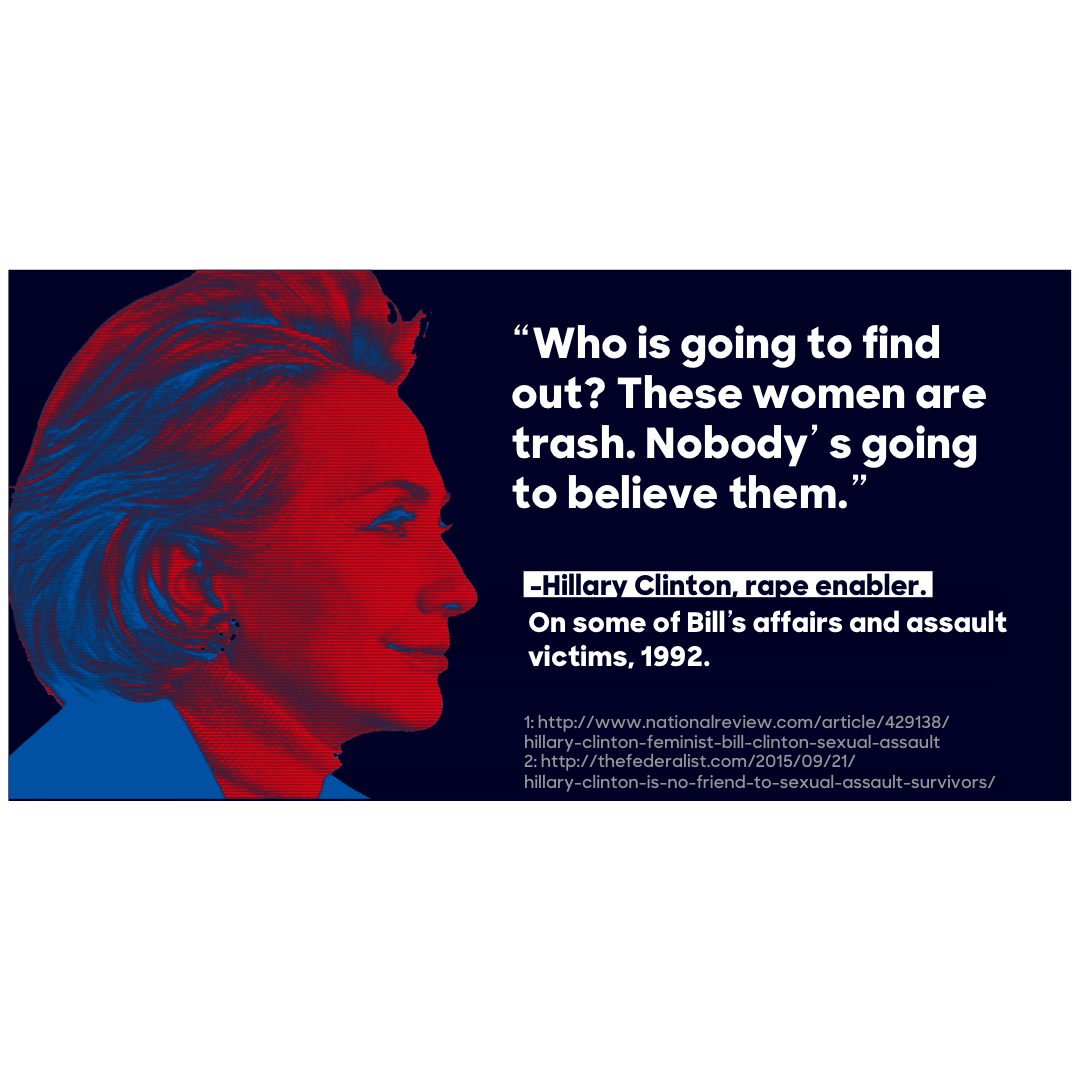 “Who is going to find
out? These women are
trash. Nobody’ s going
to believe them.”
-Hillary Clinton, rape enabler.
On some of Bill’s affairs and assault
victims, 1992.
1: http://www.nationalreview.com/article/429138/
hillary-clinton-feminist-bill-clinton-sexual-assault
2: http://thefederalist.com/2015/09/21/
hillary-clinton-is-no-friend-to-sexual-assault-survivors/